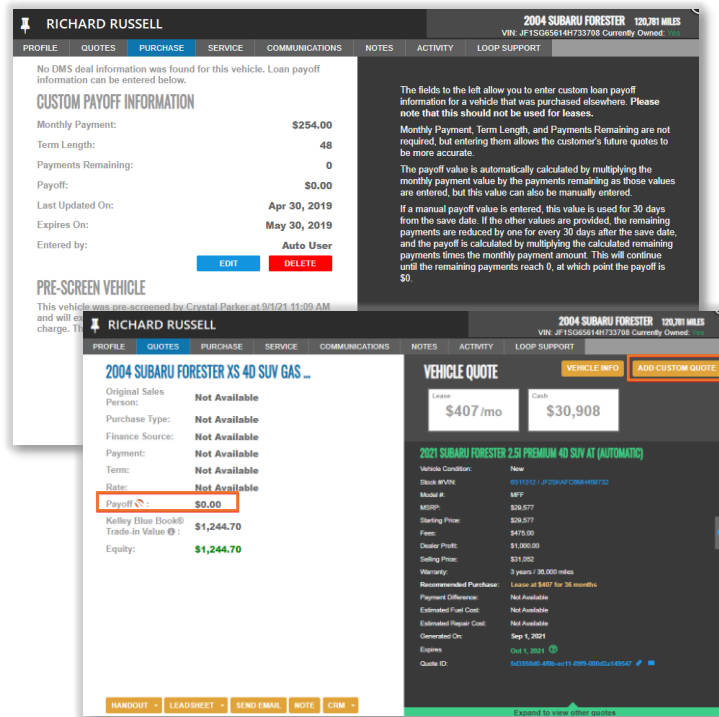 RICHARD RUSSELL
2004 SUBARU FORESTER 120,781 MILES
VIN: JF1SG65614H733708 Currently Owned: Yes
PROFILE QUOTES PURCHASE SERVICE COMMUNICATIONS NOTES ACTIVITY LOOP SUPPORT
No DMS deal information was found for this vehicle. Loan payoff
information can be entered below.
CUSTOM PAYOFF INFORMATION
Monthly Payment: $254.00
Term Length: 48
Payments Remaining: 0
Payoff: $0.00
Last Updated On: Apr 30, 2019
Expires On: May 30, 2019
Entered by: Auto User
EDIT DELETE
PRE-SCREEN VEHICLE
This vehicle was pre-screened by Crystal Parker at 9/1/21 11:09 AM
and will
charge.
The fields to the left allow you to enter custom loan payoff
information for a vehicle that was purchased elsewhere. Please
note that this should not be used for leases.
Monthly Payment, Term Length, and Payments Remaining are not
required, but entering them allows the customer's future quotes to
be more accurate.
The payoff value is automatically calculated by multiplying the
monthly payment value by the payments remaining as those values
are entered, but this value can also be manually entered.
If a manual payoff value is entered, this value is used for 30 days
from the save date. If the other values are provided, the remaining
payments are reduced by one for every 30 days after the save date,
and the payoff is calculated by multiplying the calculated remaining
payments times the monthly payment amount. This will continue
until the remaining payments reach 0, at which point the payoff is
$0.
RICHARD RUSSELL
2004 SUBARU FORESTER 120,781 MILES
VIN: JF1SG65614H733708 Currently Owned: Yes
PROFILE QUOTES PURCHASE SERVICE COMMUNICATIONS NOTES ACTIVITY LOOP SUPPORT
2004 SUBARU FORESTER XS 4D SUV GAS ...
Original Sales
Person: Not Available
Purchase Type: Not Available
Finance Source: Not Available
Payment: Not Available
Term: Not Available
Rate: Not Available
Payoff : $0.00
Kelley Blue Book®
Trade-in Value : $1,244.70
Equity: $1,244.70
HANDOUT LEADSHEET SEND EMAIL NOTE CRM
VEHICLE QUOTE
VEHICLE INFO ADD CUSTOM QUOTE
Lease
$407 /mo
Cash
$30,908
2021 SUBARU FORESTER 2.5I PREMIUM 4D SUV AT (AUTOMATIC)
Vehicle Condition: New
Stock #/VIN:
Model #: MFF
MSRP: $29,577
Starting Price: $29,577
Fees: $475.00
Dealer Profit: $1,000.00
Selling Price: $31,052
Warranty: 3 years / 36,000 miles
Recommended Purchase: Lease at $407 for 36 months
Payment Difference: Not Available
Estimated Fuel Cost: Not Available
Estimated Repair Cost: Not Available
Generated On: Sep 1, 2021
Expires Oct 1, 2021
Quote ID:
Expand to view other quotes